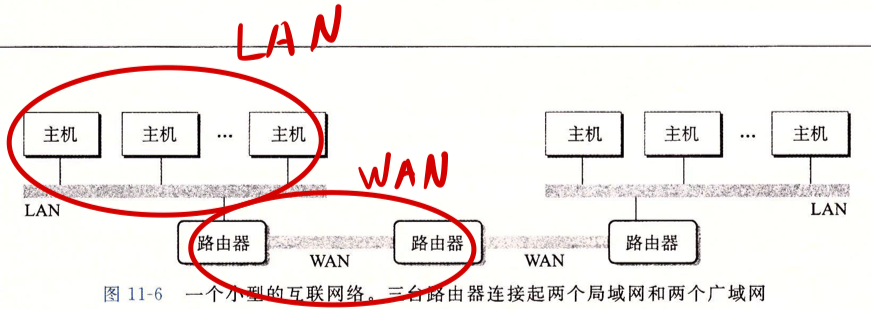 LAN
主机 主机 ... 主机 主机 主机 ... 主机
WAN
LAN LAN
路由器 路由器 路由器
WAN WAN
图 11-6 一个小型的互联网络。三台路由器连接起两个局域网和两个广域网